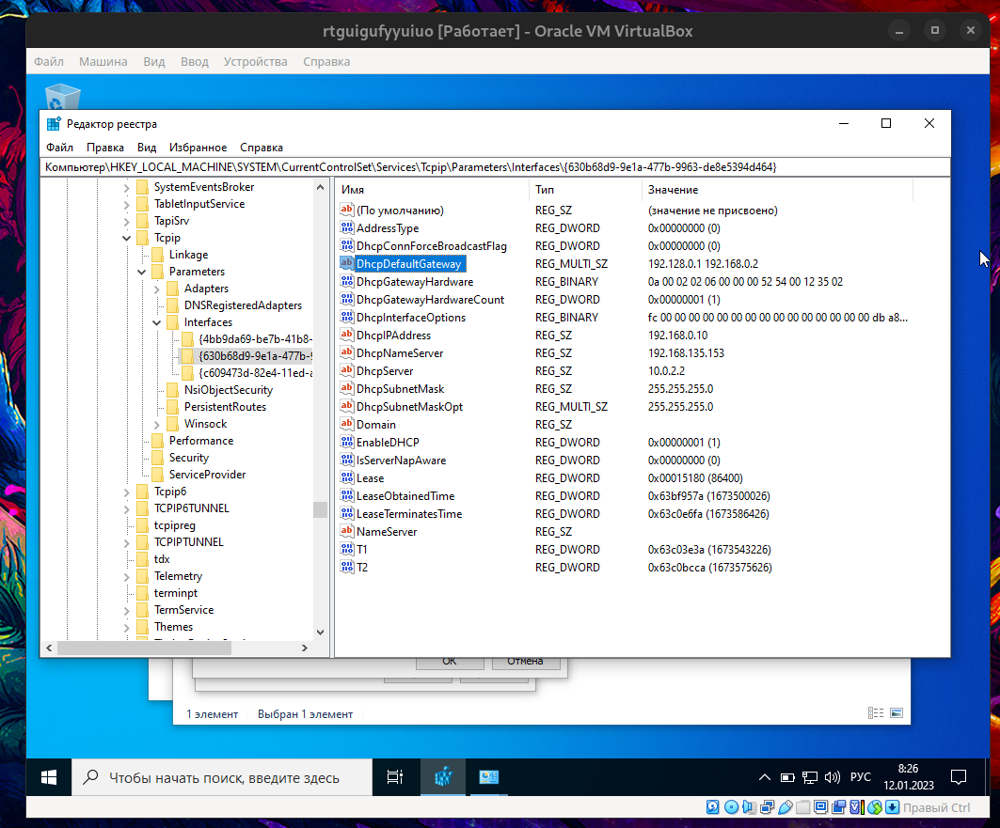 rtguigufyyuiuo [Работает] - Oracle VM VirtualBox
Файл Машина Вид Ввод Устройства Справка
Редактор реестра
Файл Правка Вид Избранное Справка
Компьютер\HKEY_LOCAL_MACHINE\SYSTEM\CurrentControlSet\Services\Tcpip\Parameters\Interfaces\{630b68d9-9e1a-477b-9963-de8e5394d464}
SystemEventsBroker
TabletInputService
TapiSrv
Tcpip
Linkage
Parameters
Adapters
DNSRegisteredAdapters
Interfaces
{4bb9da69-be7b-41b8-
{630b68d9-9e1a-477b-9
{c609473d-82e4-11ed-a
NsiObjectSecurity
PersistentRoutes
Winsock
Performance
Security
ServiceProvider
Tcpip6
TCPIP6TUNNEL
tcpipreg
TCPIPTUNNEL
tdx
Telemetry
terminpt
TermService
Themes
Имя Тип Значение
(По умолчанию) REG_SZ (значение не присвоено)
AddressType REG_DWORD 0x00000000 (0)
DhcpConnForceBroadcastFlag REG_DWORD 0x00000000 (0)
DhcpDefaultGateway REG_MULTI_SZ 192.128.0.1 192.168.0.2
DhcpGatewayHardware REG_BINARY 0a 00 02 02 06 00 00 00 52 54 00 12 35 02
DhcpGatewayHardwareCount REG_DWORD 0x00000001 (1)
DhcpInterfaceOptions REG_BINARY fc 00 00 00 00 00 00 00 00 00 00 00 00 00 00 00 db a8...
DhcpIPAddress REG_SZ 192.168.0.10
DhcpNameServer REG_SZ 192.168.135.153
DhcpServer REG_SZ 10.0.2.2
DhcpSubnetMask REG_SZ 255.255.255.0
DhcpSubnetMaskOpt REG_MULTI_SZ 255.255.255.0
Domain REG_SZ
EnableDHCP REG_DWORD 0x00000001 (1)
IsServerNapAware REG_DWORD 0x00000000 (0)
Lease REG_DWORD 0x00015180 (86400)
LeaseObtainedTime REG_DWORD 0x63bf957a (1673500026)
LeaseTerminatesTime REG_DWORD 0x63c0e6fa (1673586426)
NameServer REG_SZ
T1 REG_DWORD 0x63c03e3a (1673543226)
T2 REG_DWORD 0x63c0bcca (1673575626)
OK Отмена
1 элемент Выбран 1 элемент
Чтобы начать поиск, введите здесь
РУС
8:26
12.01.2023
Правый Ctrl